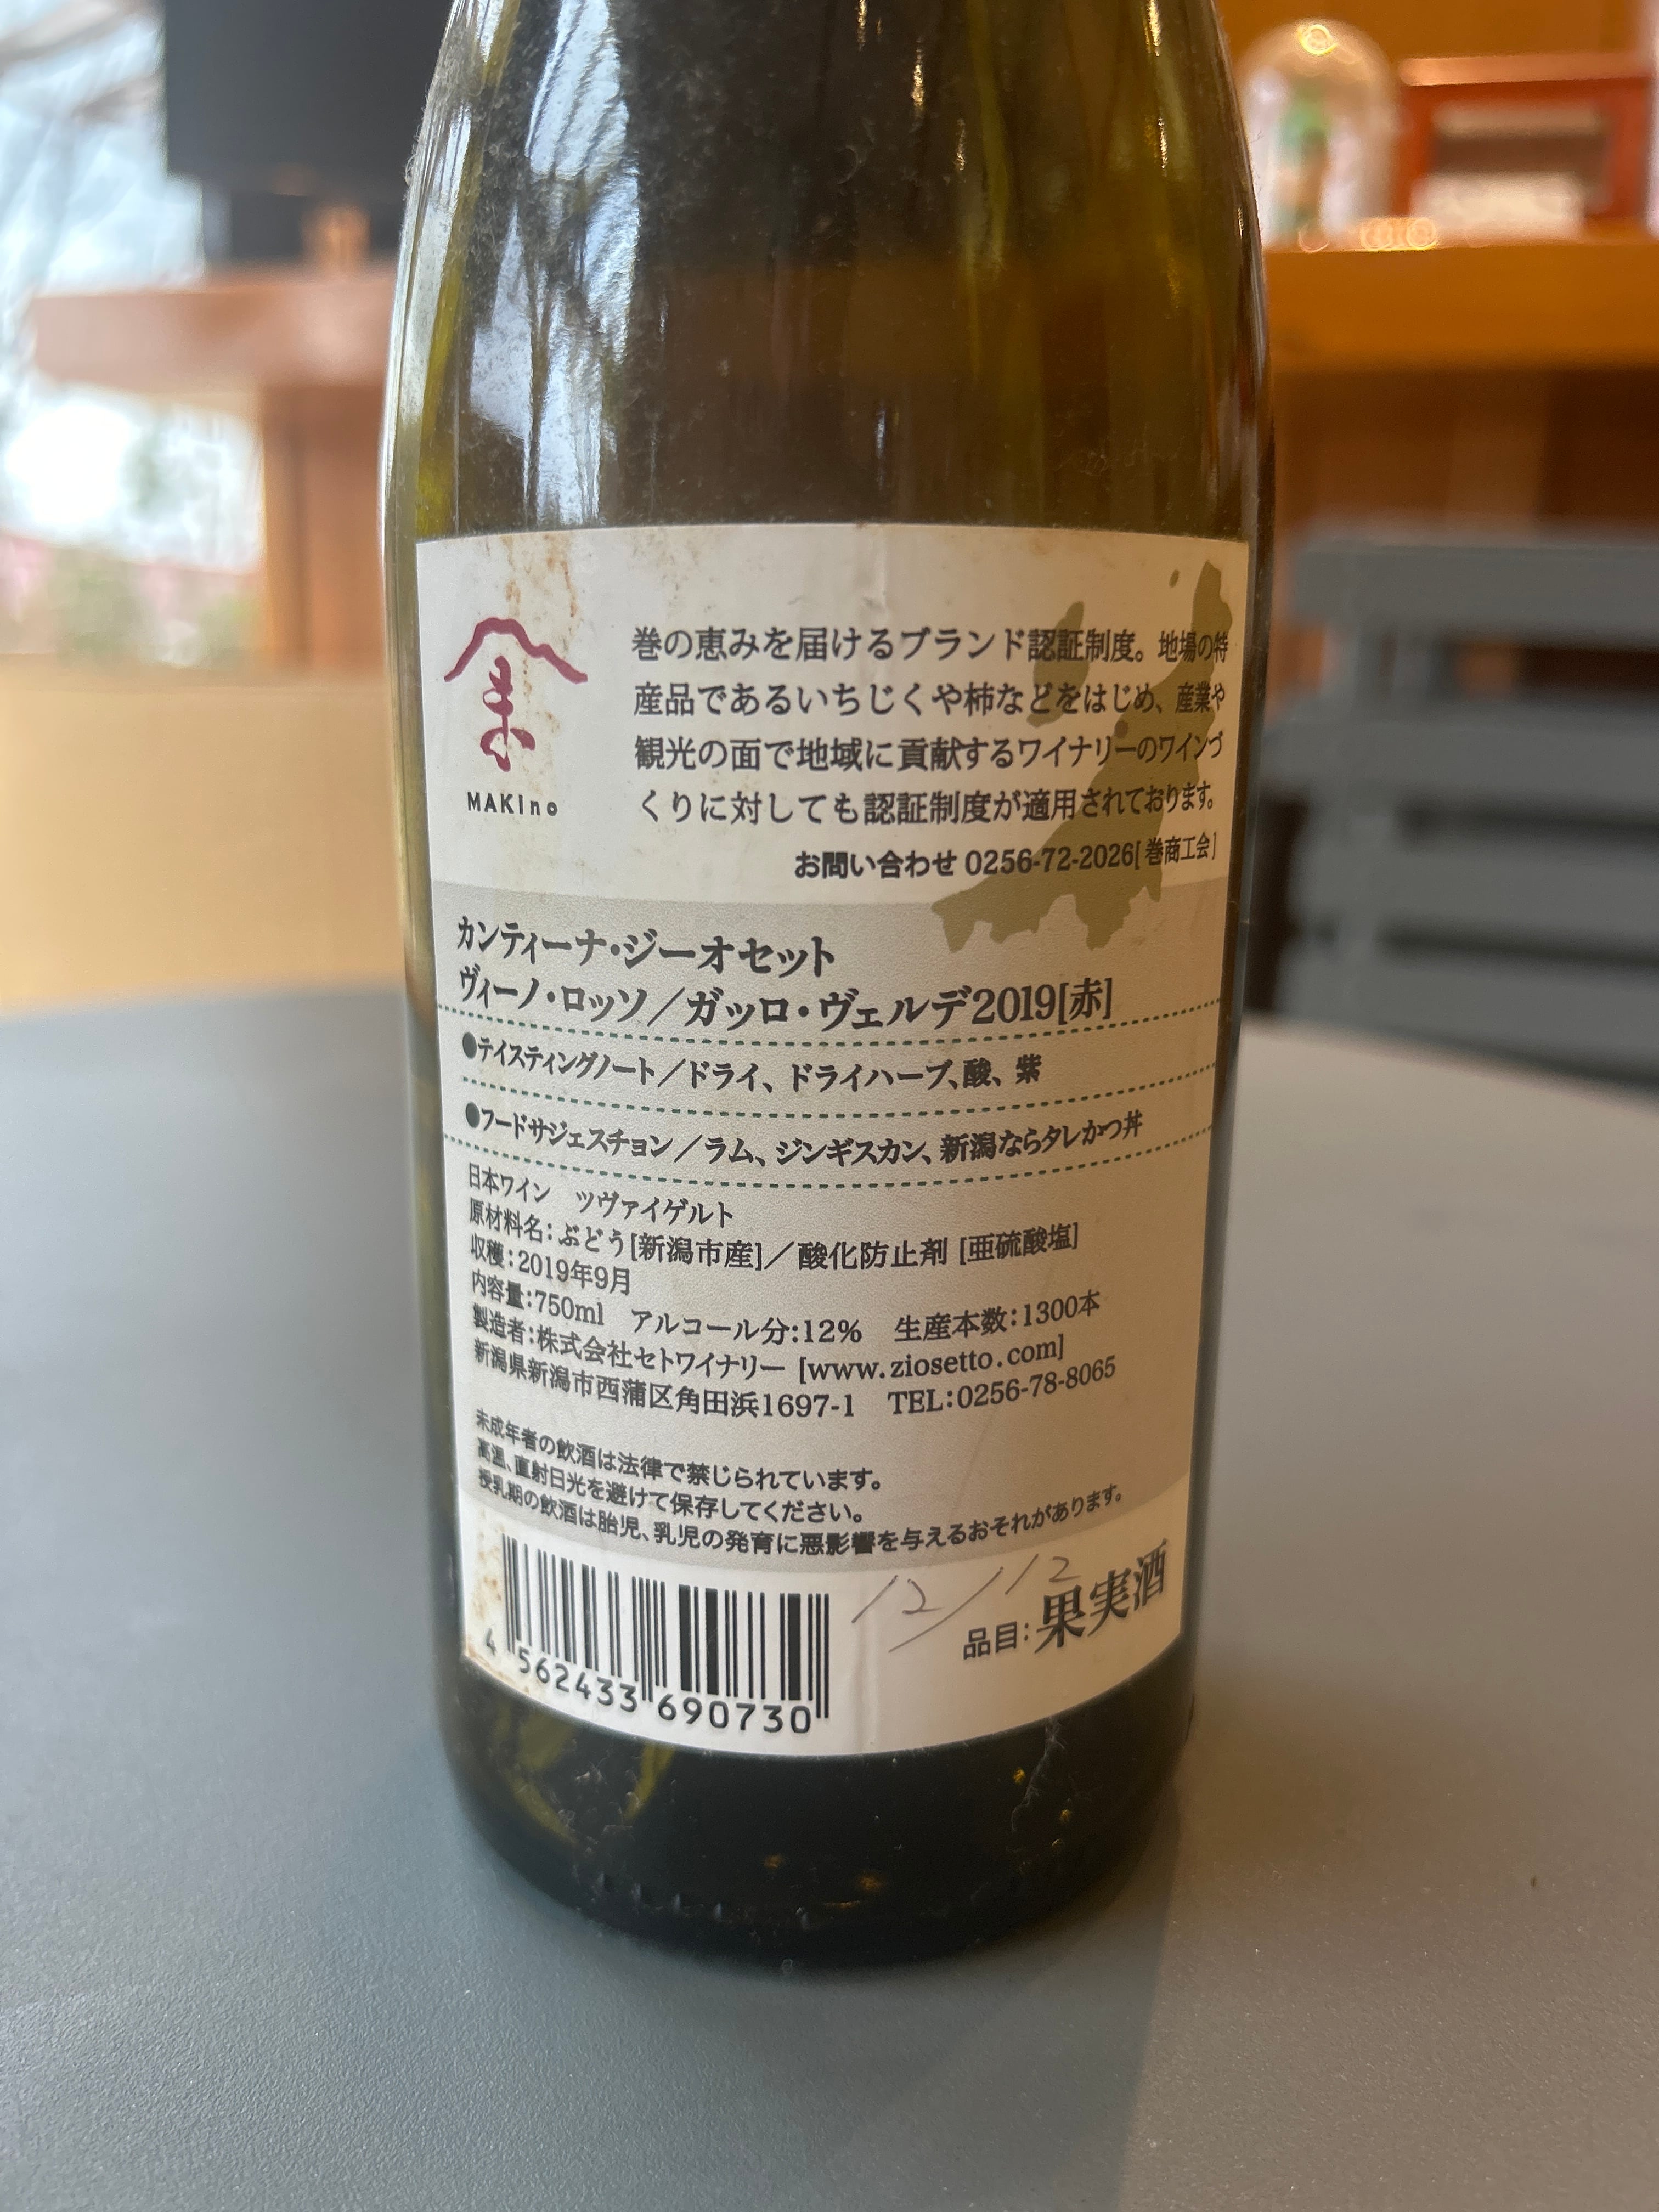 ま
MAKIno
巻の恵みを届けるブランド認証制度。地場の特
産品であるいちじくや柿などをはじめ、産業や
観光の面で地域に貢献するワイナリーのワインづ
くりに対しても認証制度が適用されております。
お問い合わせ 0256-72-2026[巻商工会]
カンティーナ・ジーオセット
ヴィーノ・ロッソ／ガッロ・ヴェルデ2019[赤]
●テイスティングノート／ドライ、ドライハーブ、酸、紫
●フードサジェスチョン／ラム、ジンギスカン、新潟ならタレかつ丼
日本ワイン　ツヴァイゲルト
原材料名：ぶどう[新潟市産]／酸化防止剤 [亜硫酸塩]
収穫：2019年9月
内容量：750ml　アルコール分：12%　生産本数：1300本
製造者：株式会社セトワイナリー [www.ziosetto.com]
新潟県新潟市西蒲区角田浜1697-1　TEL：0256-78-8065
未成年者の飲酒は法律で禁じられています。
高温、直射日光を避けて保存してください。
授乳期の飲酒は胎児、乳児の発育に悪影響を与えるおそれがあります。
12/12
品目：果実酒
4 562433 690730